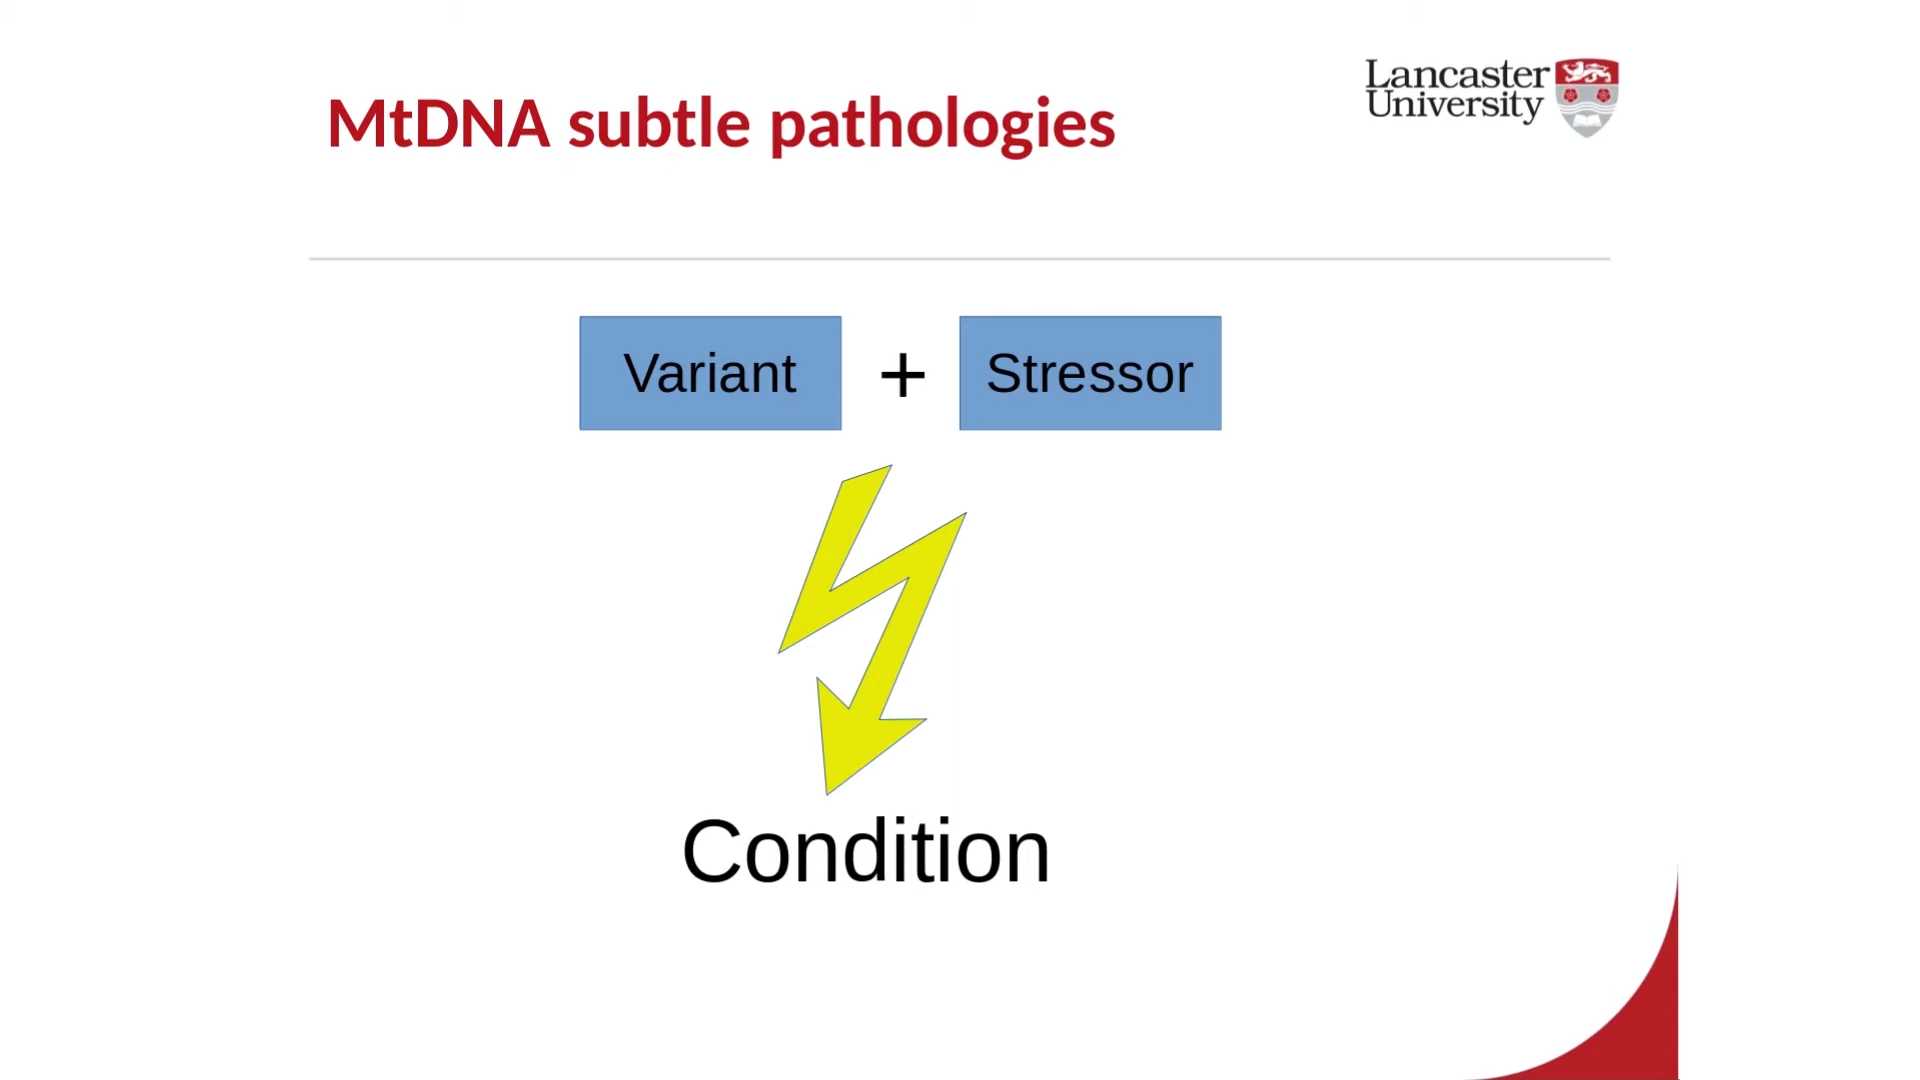 MtDNA subtle pathologies
Lancaster
University
Variant + Stressor
Condition